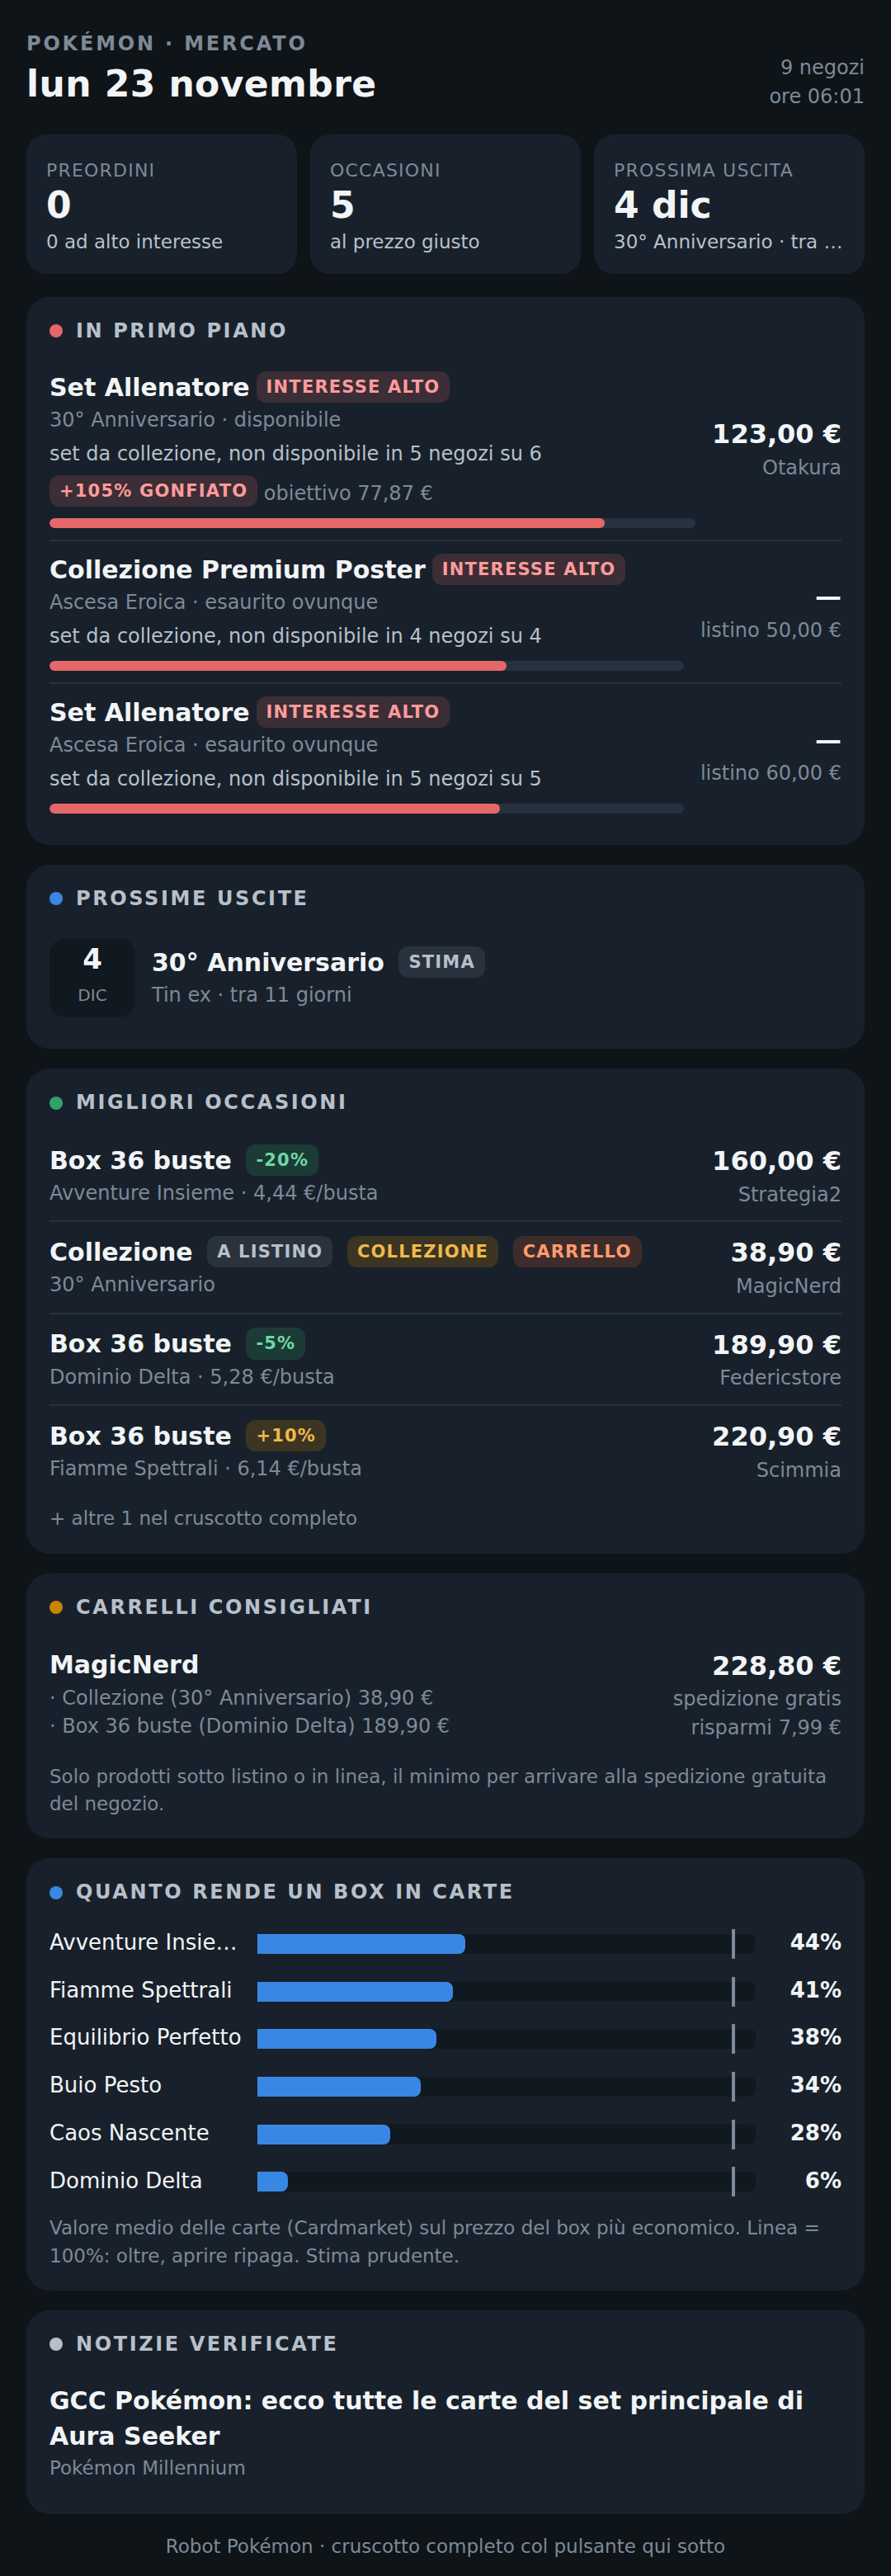 POKÉMON · MERCATO
lun 23 novembre
9 negozi
ore 06:01
PREORDINI
0
0 ad alto interesse
OCCASIONI
5
al prezzo giusto
PROSSIMA USCITA
4 dic
30° Anniversario · tra …
IN PRIMO PIANO
Set Allenatore INTERESSE ALTO
30° Anniversario · disponibile
set da collezione, non disponibile in 5 negozi su 6
+105% GONFIATO obiettivo 77,87 €
123,00 €
Otakura
Collezione Premium Poster INTERESSE ALTO
Ascesa Eroica · esaurito ovunque
set da collezione, non disponibile in 4 negozi su 4
—
listino 50,00 €
Set Allenatore INTERESSE ALTO
Ascesa Eroica · esaurito ovunque
set da collezione, non disponibile in 5 negozi su 5
—
listino 60,00 €
PROSSIME USCITE
4
DIC
30° Anniversario STIMA
Tin ex · tra 11 giorni
MIGLIORI OCCASIONI
Box 36 buste -20%
Avventure Insieme · 4,44 €/busta
160,00 €
Strategia2
Collezione A LISTINO COLLEZIONE CARRELLO
30° Anniversario
38,90 €
MagicNerd
Box 36 buste -5%
Dominio Delta · 5,28 €/busta
189,90 €
Federicstore
Box 36 buste +10%
Fiamme Spettrali · 6,14 €/busta
220,90 €
Scimmia
+ altre 1 nel cruscotto completo
CARRELLI CONSIGLIATI
MagicNerd
· Collezione (30° Anniversario) 38,90 €
· Box 36 buste (Dominio Delta) 189,90 €
228,80 €
spedizione gratis
risparmi 7,99 €
Solo prodotti sotto listino o in linea, il minimo per arrivare alla spedizione gratuita
del negozio.
QUANTO RENDE UN BOX IN CARTE
Avventure Insie… 44%
Fiamme Spettrali 41%
Equilibrio Perfetto 38%
Buio Pesto 34%
Caos Nascente 28%
Dominio Delta 6%
Valore medio delle carte (Cardmarket) sul prezzo del box più economico. Linea =
100%: oltre, aprire ripaga. Stima prudente.
NOTIZIE VERIFICATE
GCC Pokémon: ecco tutte le carte del set principale di
Aura Seeker
Pokémon Millennium
Robot Pokémon · cruscotto completo col pulsante qui sotto